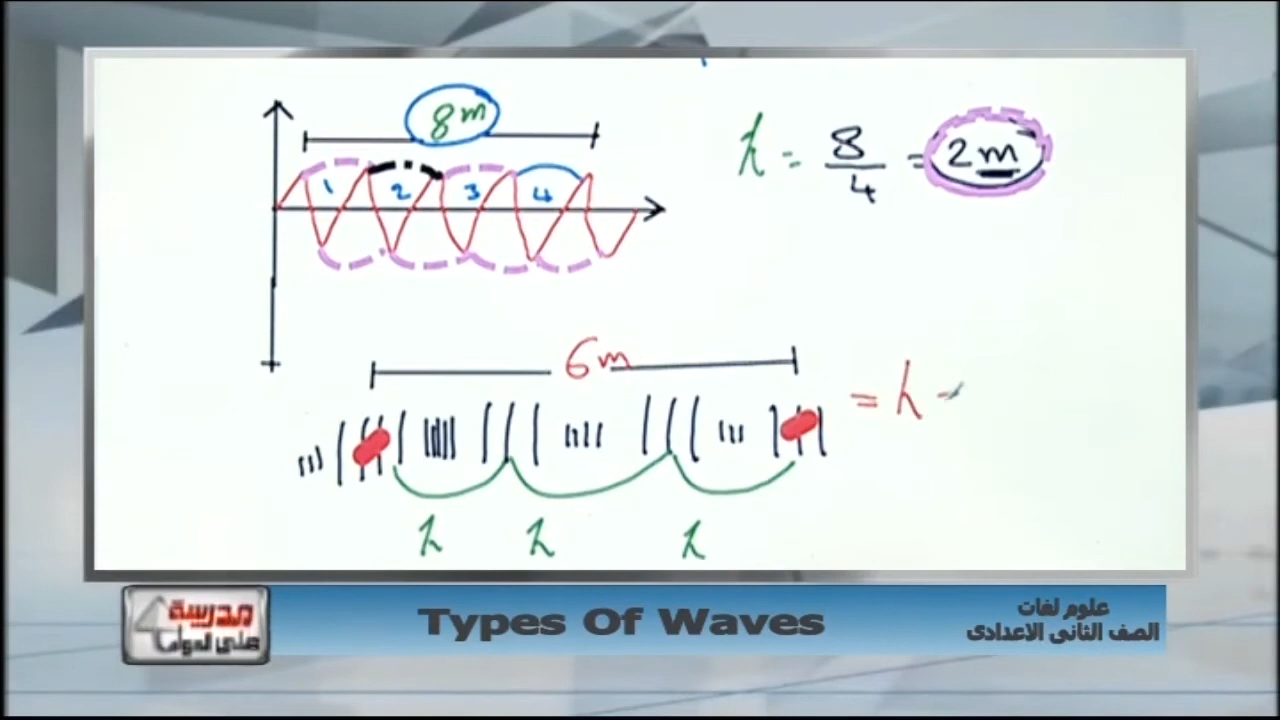 8m
λ = 8/4 = 2m
1 2 3 4
6m
= λ -
λ λ λ
مدرسة
على الهوا
Types Of Waves
علوم لغات
الصف الثانى الاعدادى